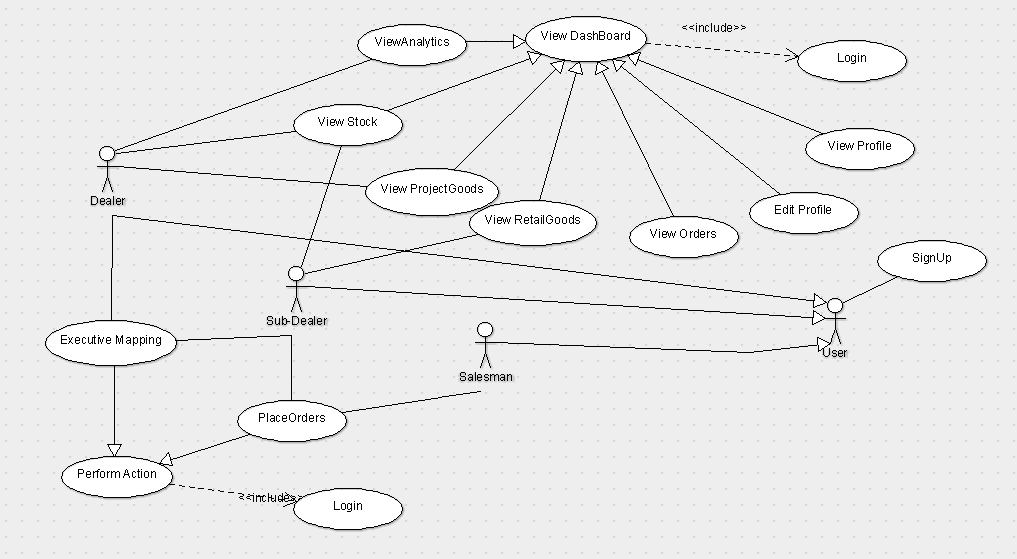 <<include>>
View DashBoard
ViewAnalytics
Login
View Stock
View Profile
View ProjectGoods
Dealer
Edit Profile
View RetailGoods
View Orders
SignUp
Sub-Dealer
Executive Mapping
User
Salesman
PlaceOrders
Perform Action
<<include>>
Login